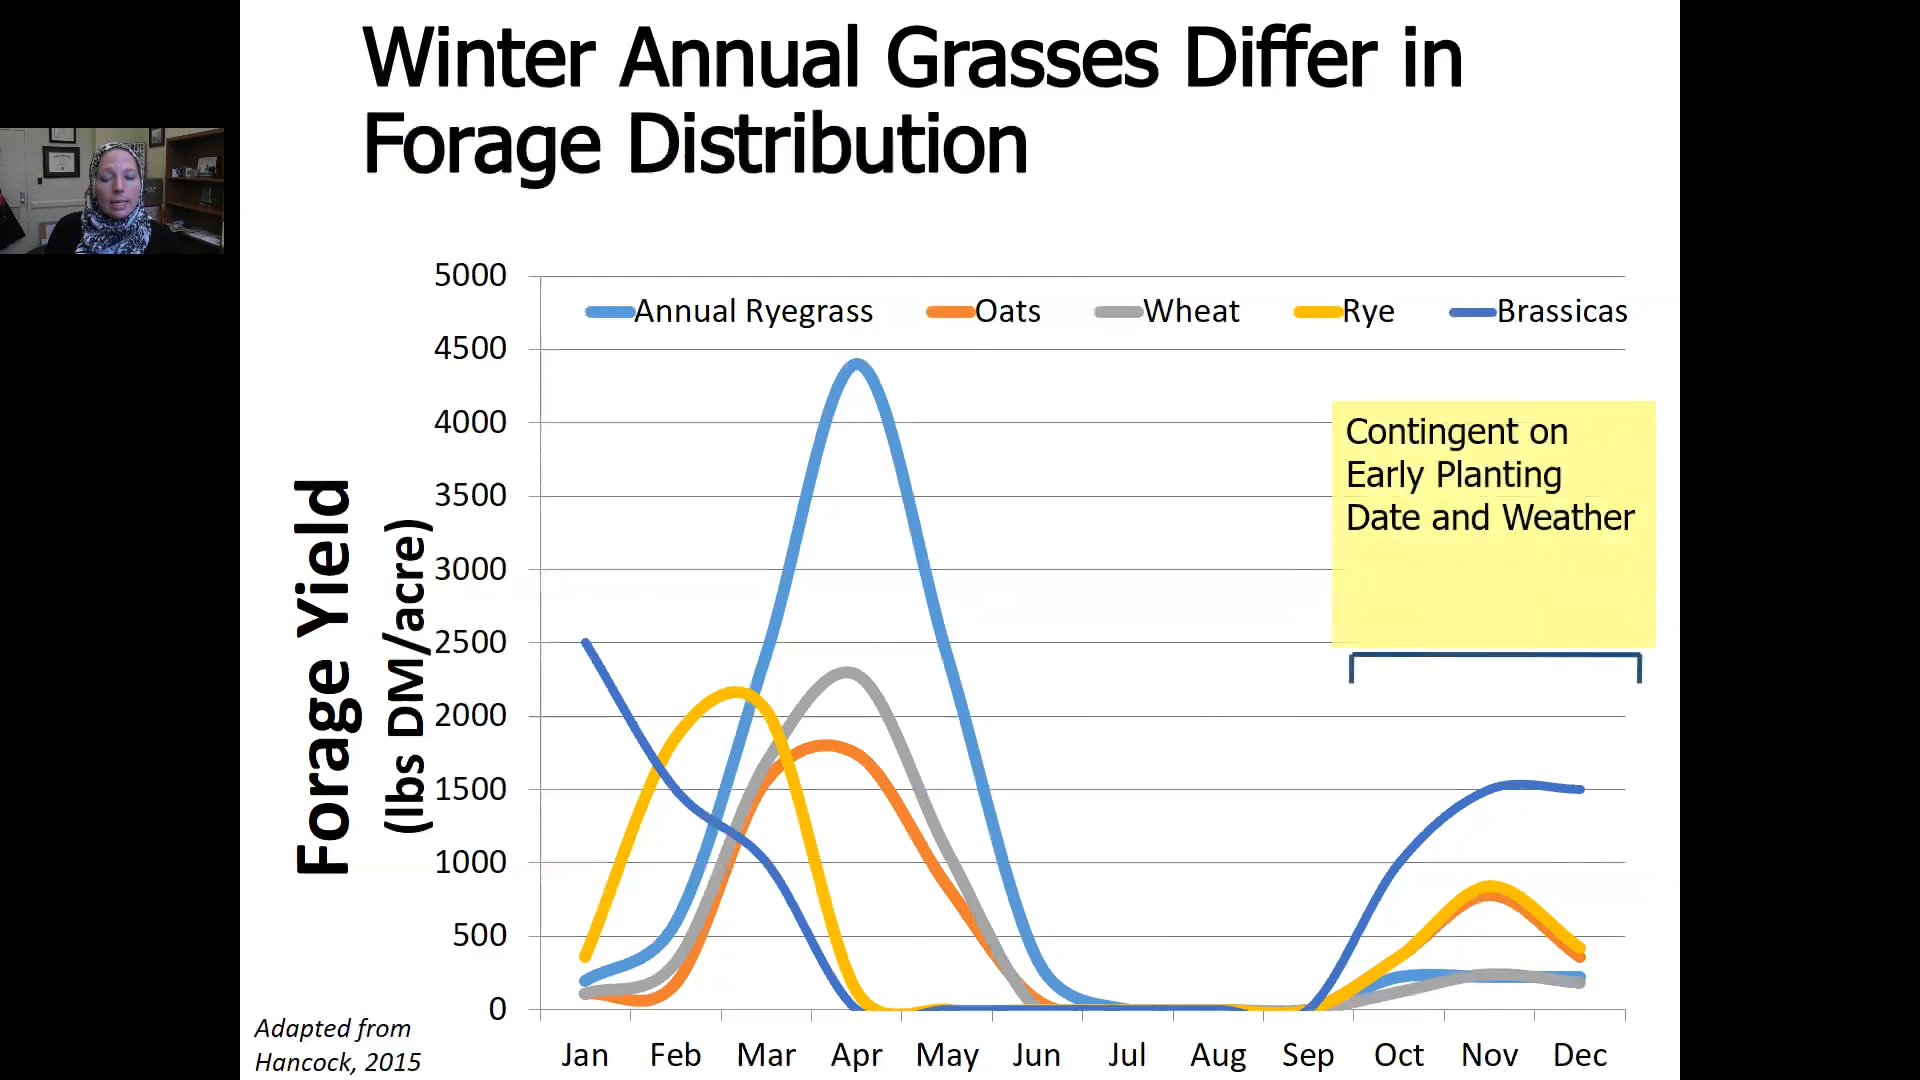 Winter Annual Grasses Differ in
Forage Distribution
Forage Yield
(lbs DM/acre)
5000
4500
4000
3500
3000
2500
2000
1500
1000
500
0
Annual Ryegrass Oats Wheat Rye Brassicas
Contingent on
Early Planting
Date and Weather
Jan Feb Mar Apr May Jun Jul Aug Sep Oct Nov Dec
Adapted from
Hancock, 2015